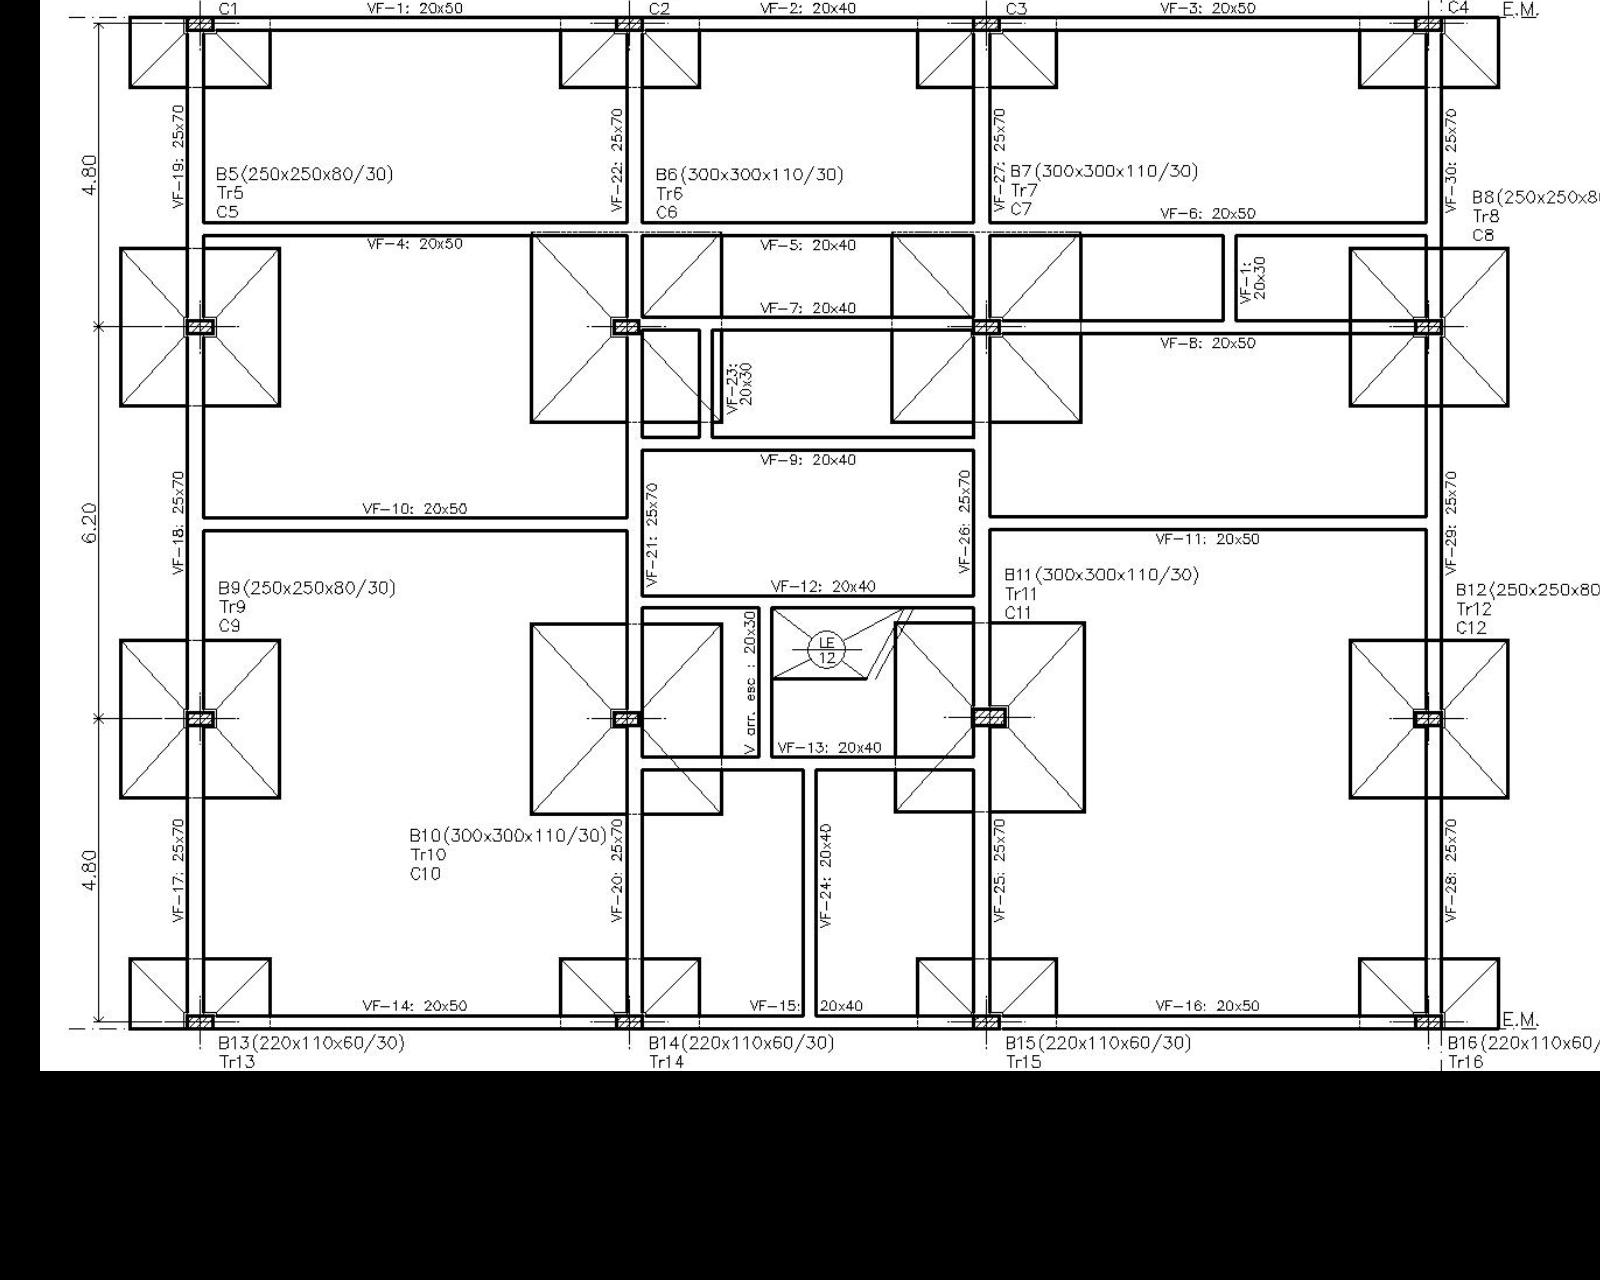 C1
VF-1: 20x50
C2
VF-2: 20x40
C3
VF-3: 20x50
C4
E.M.
4.80
VF-19: 25x70
VF-22: 25x70
VF-27: 25x70
VF-30: 25x70
B5(250x250x80/30)
Tr5
C5
B6(300x300x110/30)
Tr6
C6
B7(300x300x110/30)
Tr7
C7
B8(250x250x80
Tr8
C8
VF-6: 20x50
VF-4: 20x50
VF-5: 20x40
VF-1:
20x30
VF-7: 20x40
VF-8: 20x50
VF-23:
20x30
VF-9: 20x40
6.20
VF-18: 25x70
VF-10: 20x50
VF-21: 25x70
VF-26: 25x70
VF-29: 25x70
VF-11: 20x50
B9(250x250x80/30)
Tr9
C9
VF-12: 20x40
B11(300x300x110/30)
Tr11
C11
B12(250x250x80
Tr12
C12
V arr. esc : 20x30
LE
12
VF-13: 20x40
4.80
VF-17: 25x70
B10(300x300x110/30)
Tr10
C10
VF-20: 25x70
VF-24: 20x40
VF-25: 25x70
VF-28: 25x70
VF-14: 20x50
VF-15: 20x40
VF-16: 20x50
E.M.
B13(220x110x60/30)
Tr13
B14(220x110x60/30)
Tr14
B15(220x110x60/30)
Tr15
B16(220x110x60/
Tr16